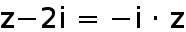 z−2i = −i · z